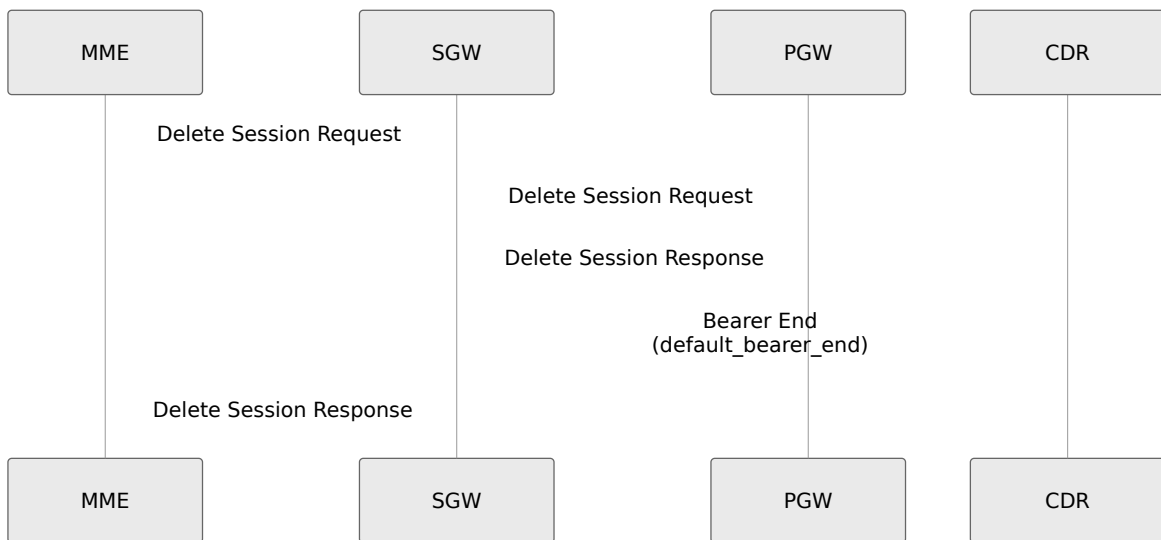 MME
SGW
PGW
CDR
Delete Session Request
Delete Session Request
Delete Session Response
Bearer End
(default_bearer_end)
Delete Session Response
MME
SGW
PGW
CDR